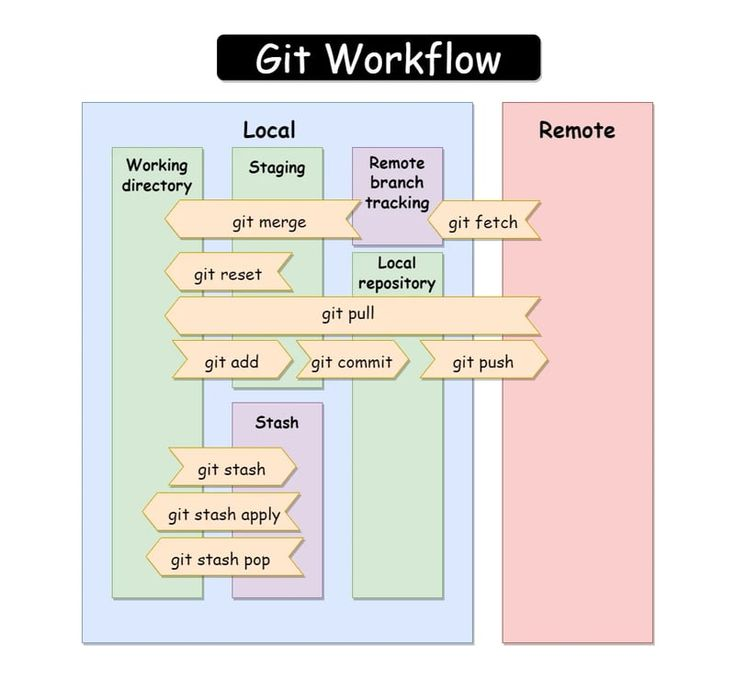 Git Workflow
Local
Remote
Working
directory
Staging
Remote
branch
tracking
git merge
git fetch
git reset
Local
repository
git pull
git add
git commit
git push
Stash
git stash
git stash apply
git stash pop